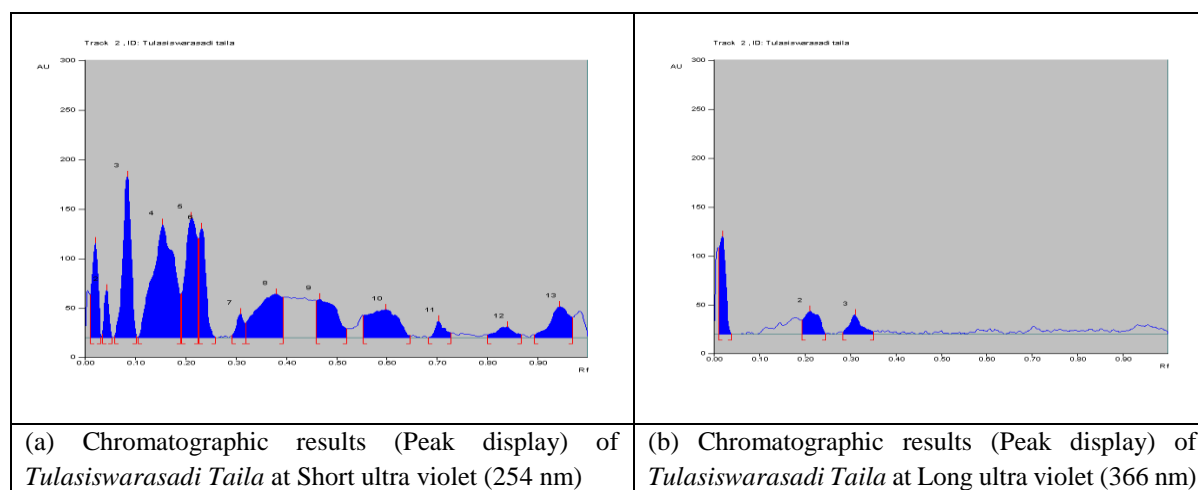 Track 2 , ID: Tulasiswarasadi taila
AU
300
250
200
150
100
50
0
3
4
5
6
7
8
9
10
11
12
13
0.00 0.10 0.20 0.30 0.40 0.50 0.60 0.70 0.80 0.90
Rf
(a) Chromatographic results (Peak display) of
Tulasiswarasadi Taila at Short ultra violet (254 nm)
Track 2 , ID: Tulasiswarasadi taila
AU
300
250
200
150
100
50
0
2
3
0.00 0.10 0.20 0.30 0.40 0.50 0.60 0.70 0.80 0.90
Rf
(b) Chromatographic results (Peak display) of
Tulasiswarasadi Taila at Long ultra violet (366 nm)